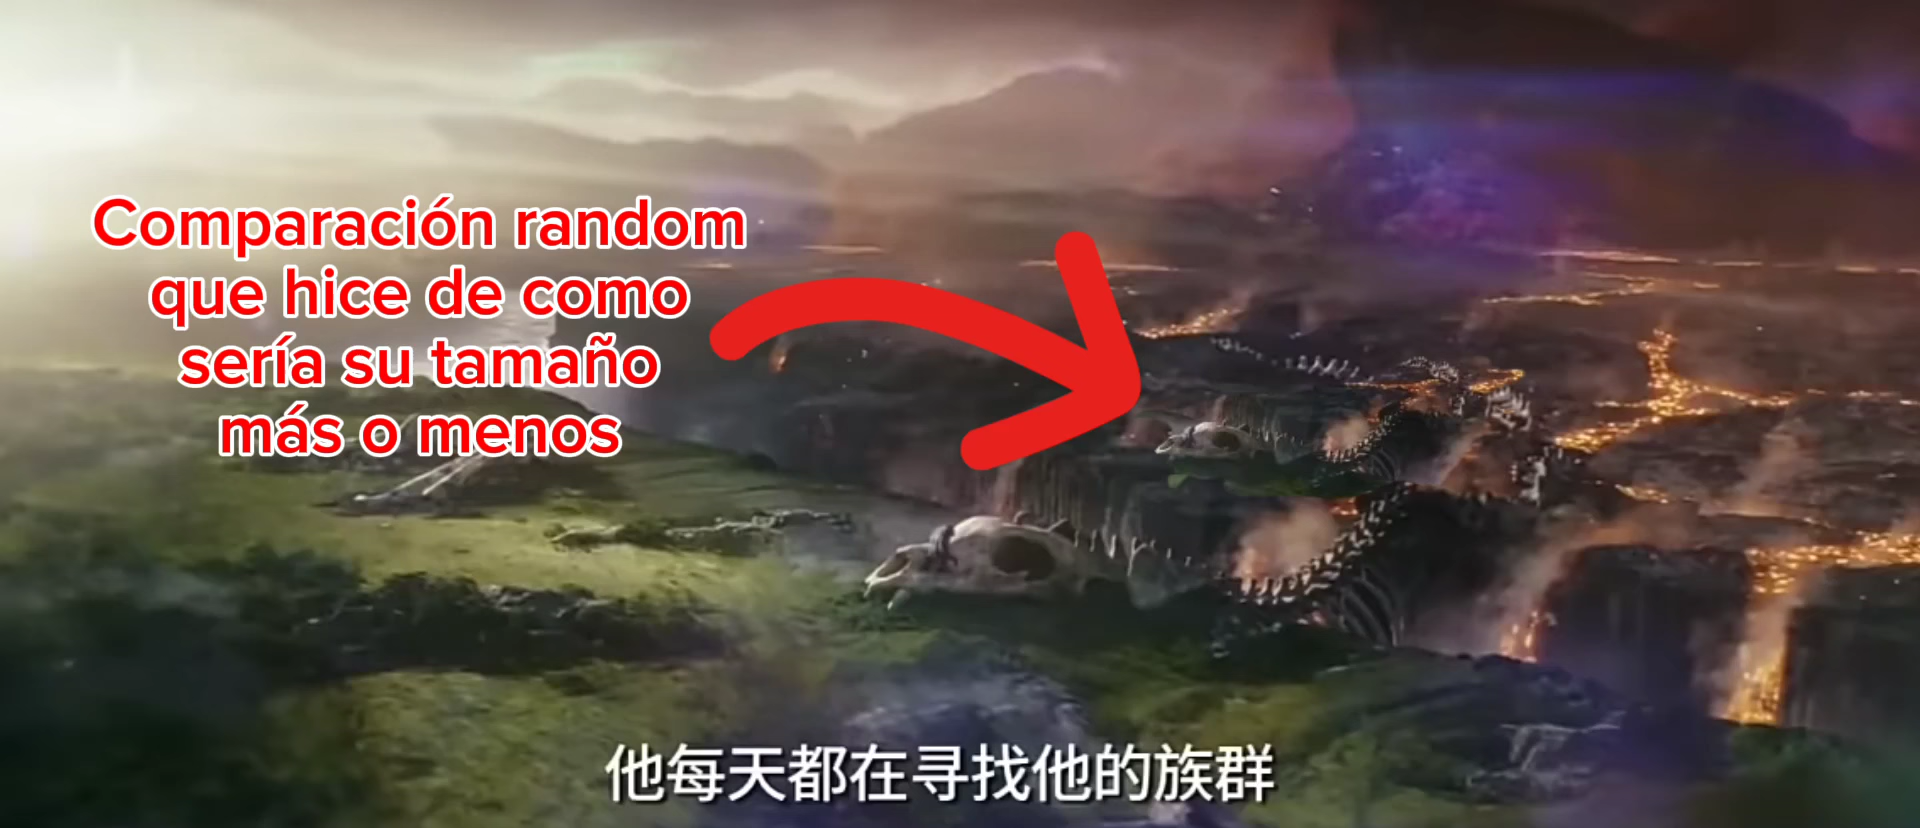 Comparación random
que hice de como
sería su tamaño
más o menos
他每天都在寻找他的族群